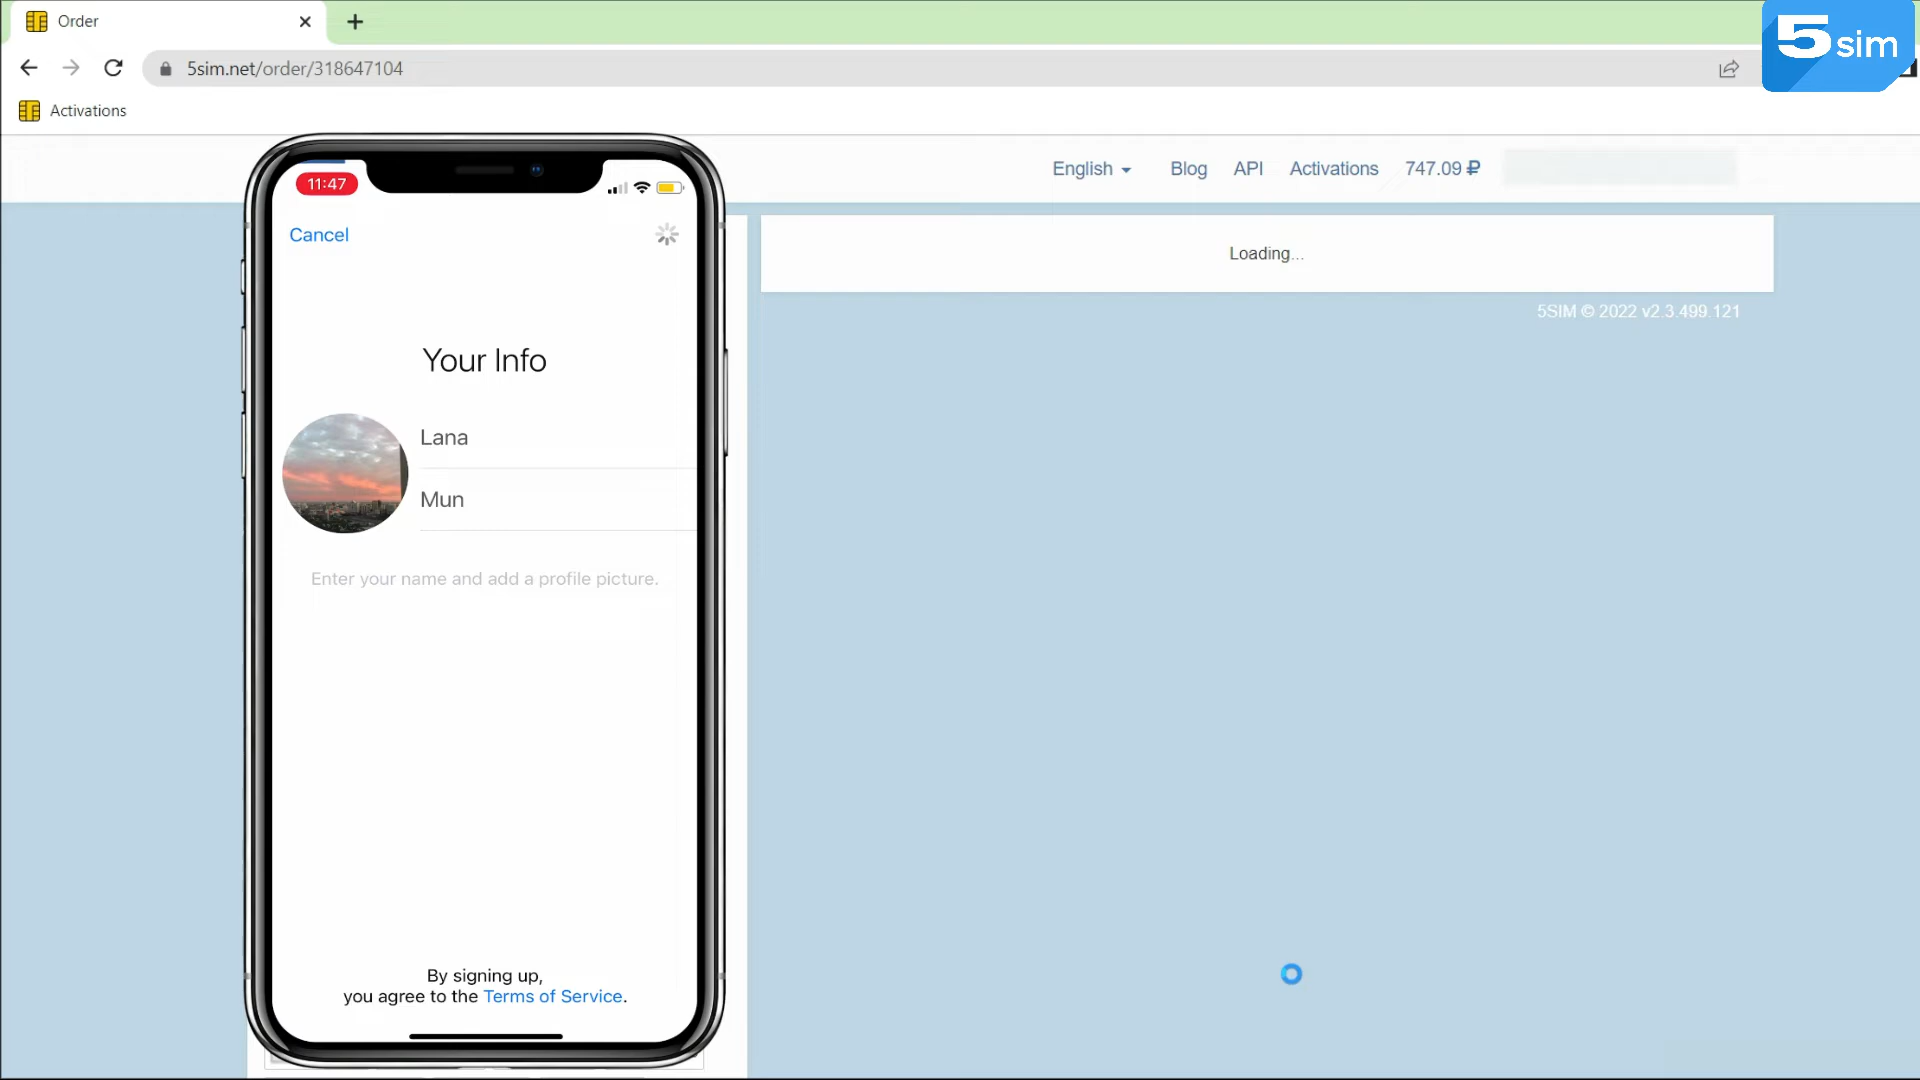 Order
5sim
5sim.net/order/318647104
Activations
English
Blog
API
Activations
747.09 ₽
11:47
Cancel
Loading...
5SIM © 2022 v2.3.499.121
Your Info
Lana
Mun
Enter your name and add a profile picture.
By signing up,
you agree to the Terms of Service.